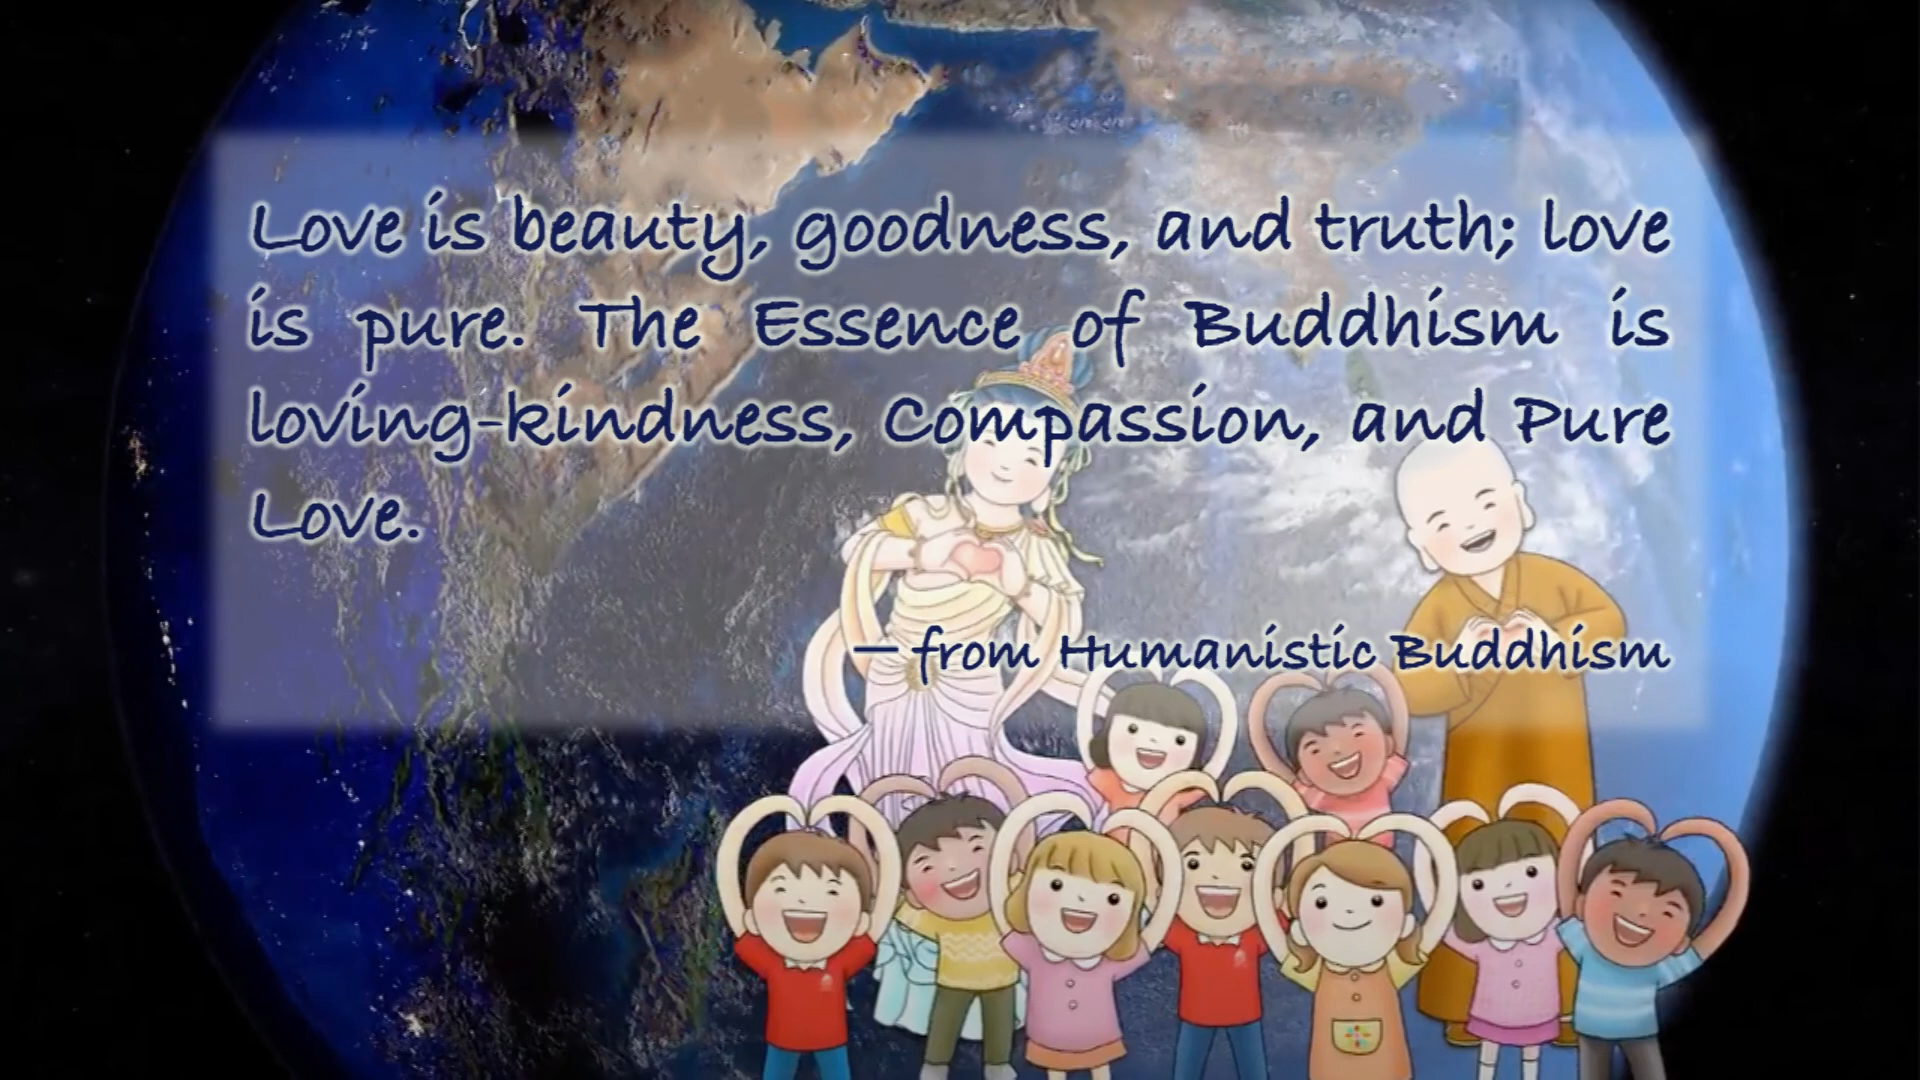 Love is beauty, goodness, and truth; love
is pure. The Essence of Buddhism is
loving-kindness, Compassion, and Pure
Love.
— from Humanistic Buddhism